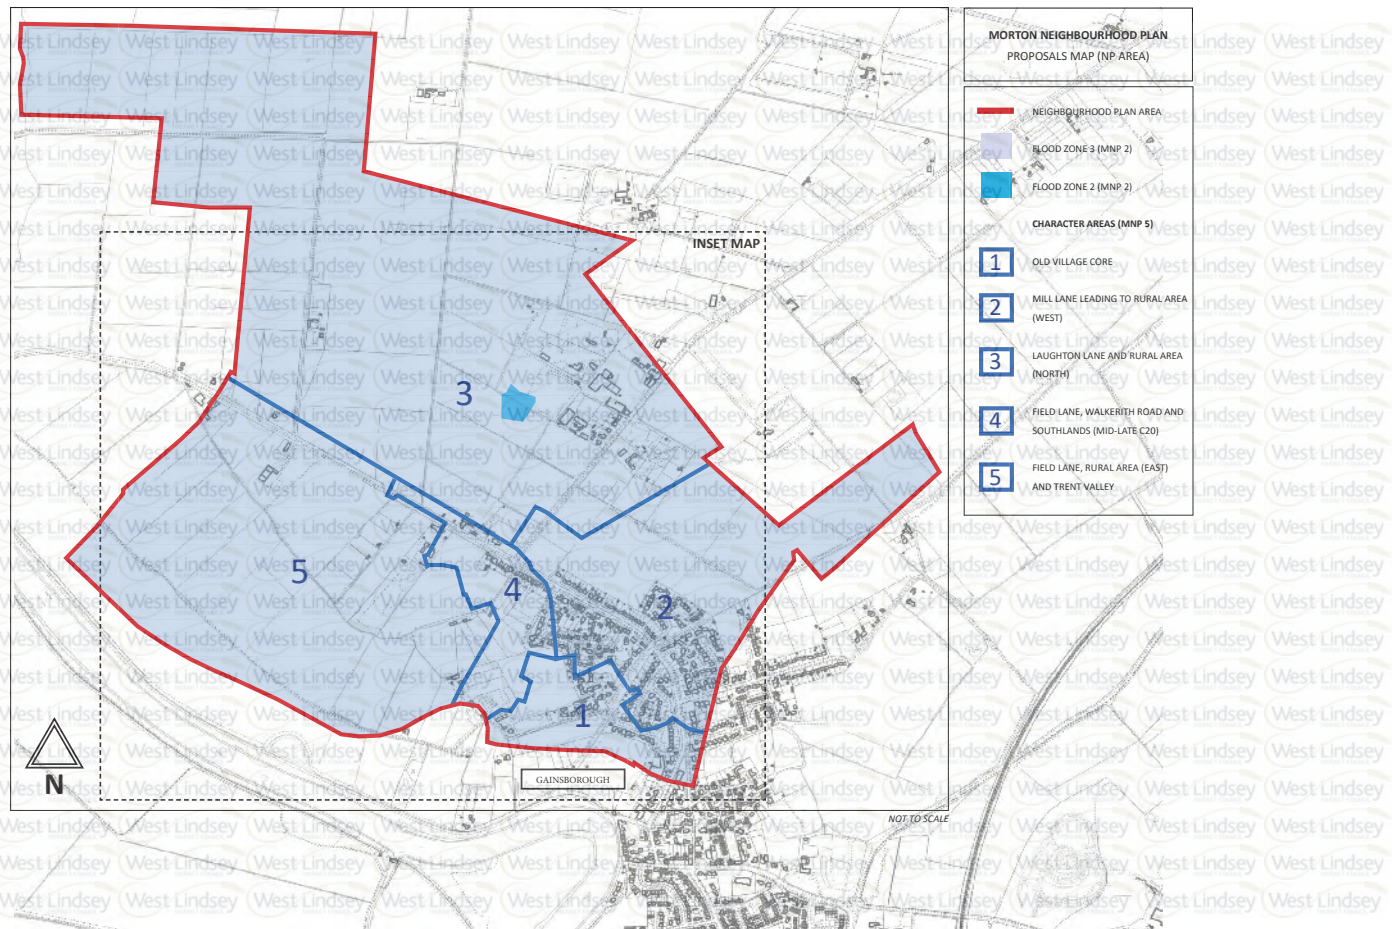 MORTON NEIGHBOURHOOD PLAN
PROPOSALS MAP (NP AREA)
NEIGHBOURHOOD PLAN AREA
FLOOD ZONE 3 (MNP 2)
FLOOD ZONE 2 (MNP 2)
CHARACTER AREAS (MNP 5)
1
OLD VILLAGE CORE
2
MILL LANE LEADING TO RURAL AREA
(WEST)
3
LAUGHTON LANE AND RURAL AREA
(NORTH)
4
FIELD LANE, WALKERITH ROAD AND
SOUTHLANDS (MID-LATE C20)
5
FIELD LANE, RURAL AREA (EAST)
AND TRENT VALLEY
INSET MAP
3
5
4
2
1
N
GAINSBOROUGH
NOT TO SCALE
West Lindsey